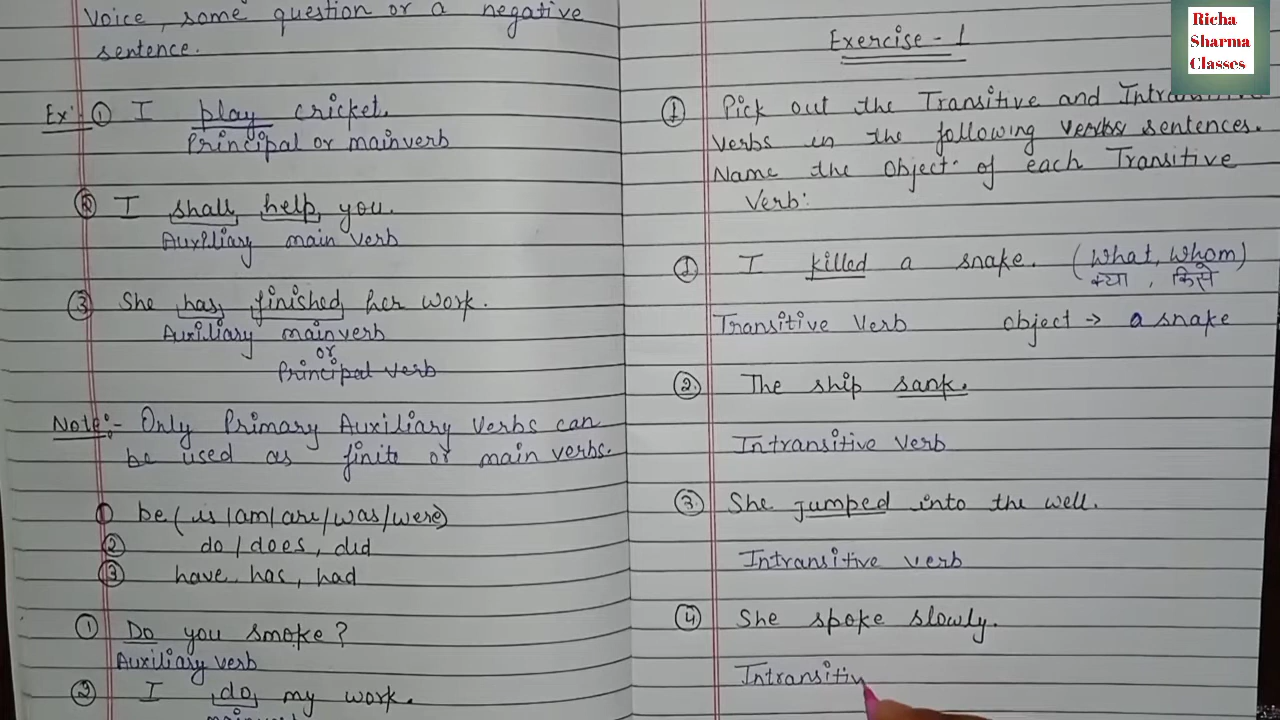 Voice, some question or a negative
sentence.
Ex: ① I play cricket.
Principal or mainverb
② I shall help you.
Auxiliary main verb
③ She has finished her work.
Auxiliary mainverb
or
Principal verb
Note:- Only Primary Auxiliary Verbs can
be used as finite or main verbs.
① be (is/am/are/was/were)
② do/does, did
③ have, has, had
① Do you smoke?
Auxiliary verb
② I do my work.
Richa
Sharma
Classes
Exercise - 1
① Pick out the Transitive and
Verbs in the following verbs sentences.
Name the Object of each Transitive
Verb:
① I killed a snake. (What, Whom)
क्या, किसे
Transitive Verb object → a snake
②. The ship sank.
Intransitive Verb
③. She jumped into the well.
Intransitive verb
④ She spoke slowly.
Intransitiv